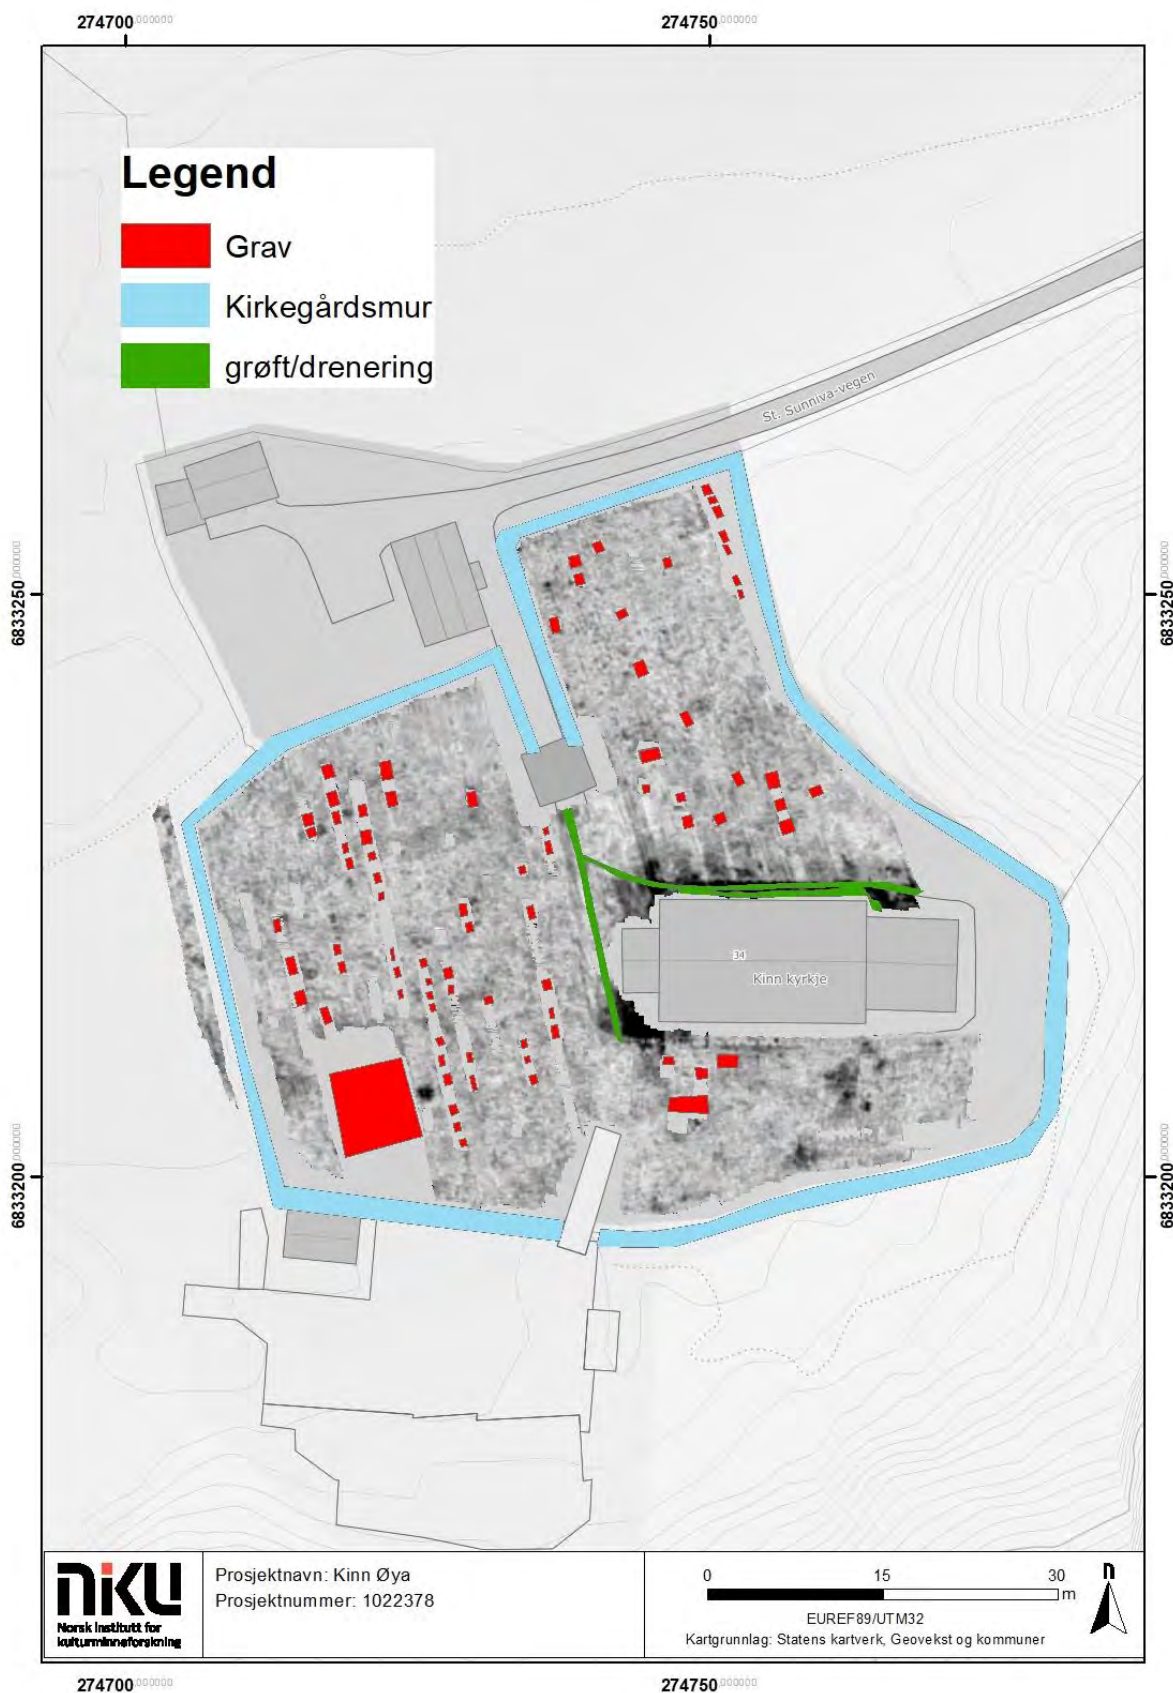 274700.000000 274750.000000
Legend
Grav
Kirkegårdsmur
grøft/drenering
St. Sunniva-vegen
6833250.000000 6833250.000000
34
Kinn kyrkje
6833200.000000 6833200.000000
niku
Norsk institutt for
kulturminneforskning
Prosjektnavn: Kinn Øya
Prosjektnummer: 1022378
0 15 30
m
EUREF89/UTM32
Kartgrunnlag: Statens kartverk, Geovekst og kommuner
n
274700.000000 274750.000000